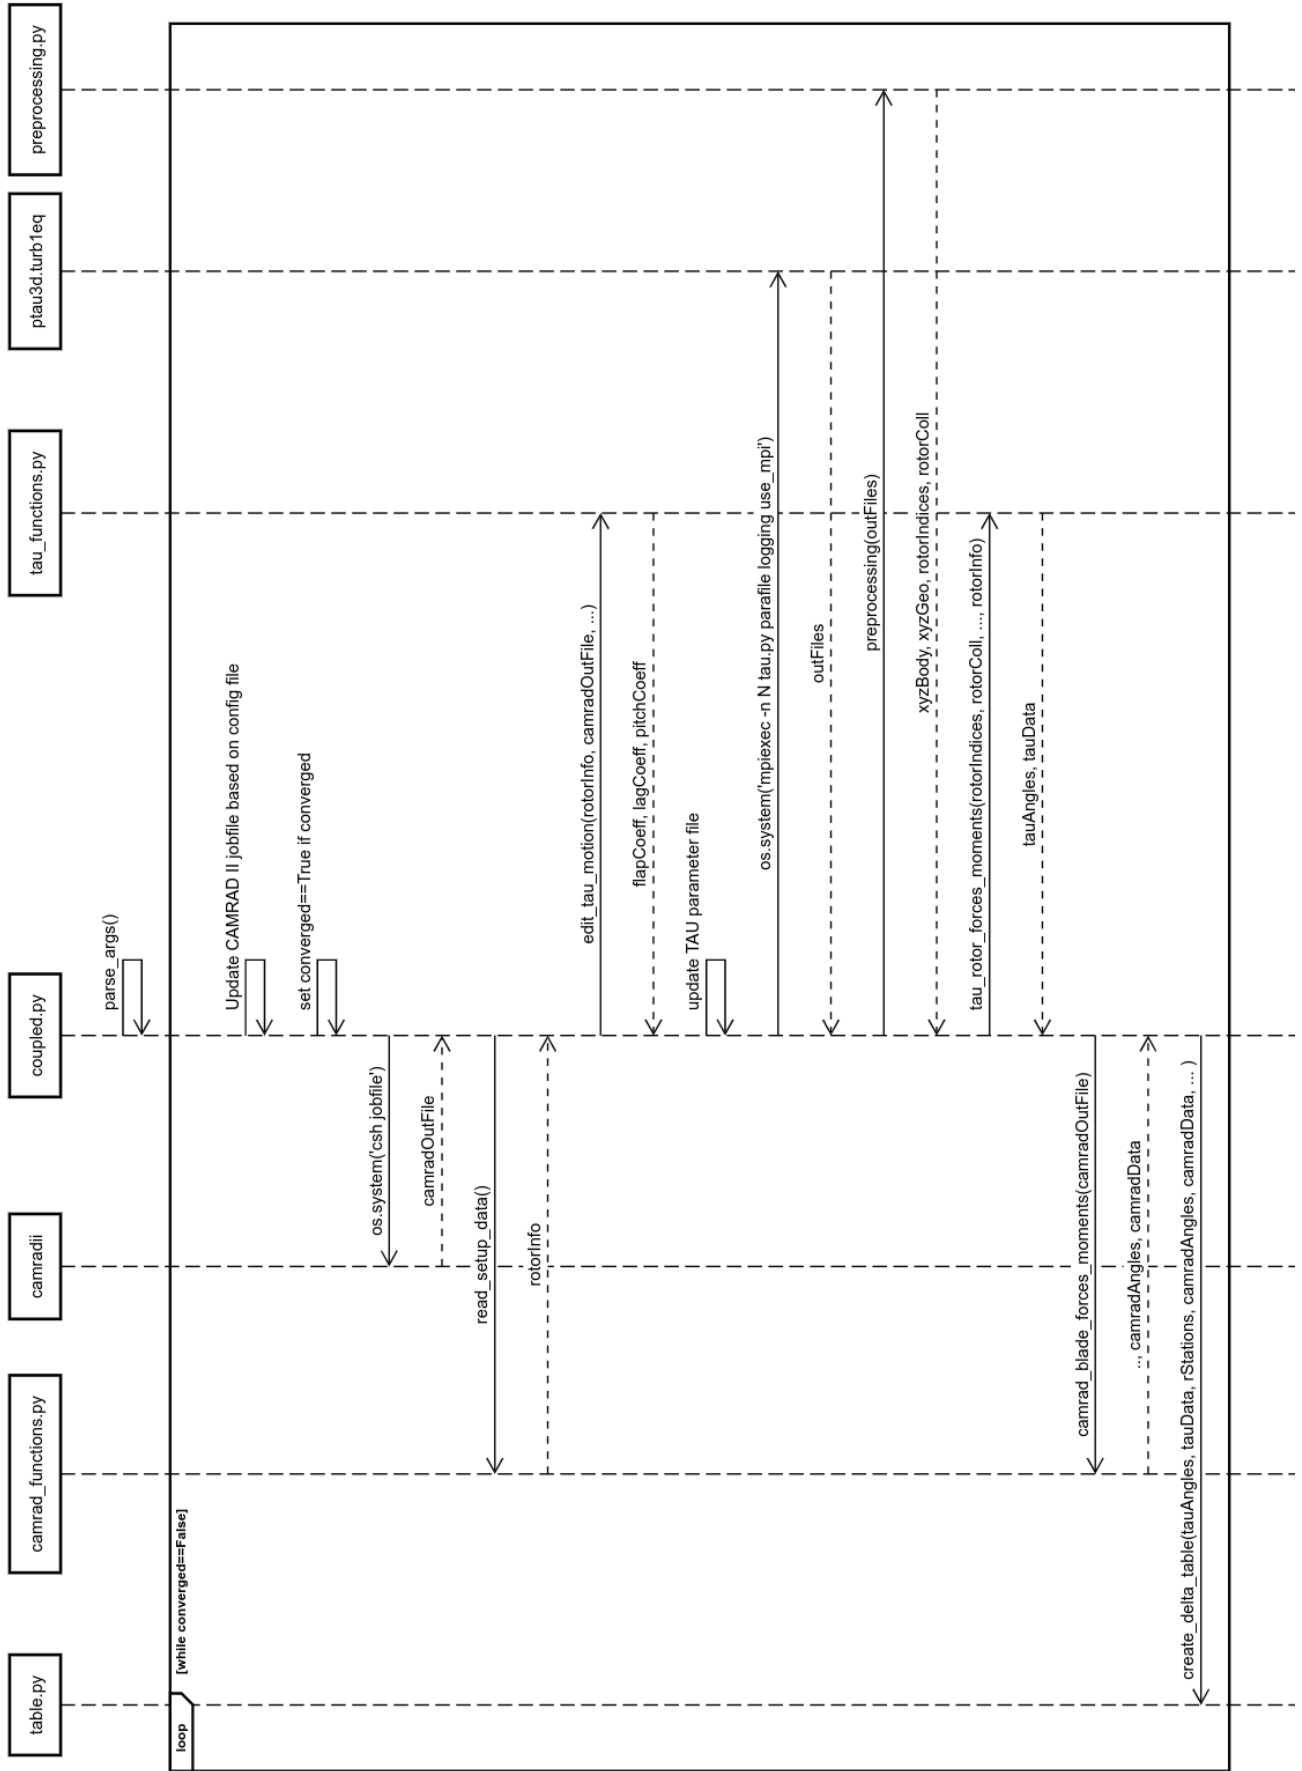 table.py
camrad_functions.py
camradii
coupled.py
tau_functions.py
ptau3d.turb1eq
preprocessing.py
parse_args()
loop
[while converged==False]
Update CAMRAD II jobfile based on config file
set converged==True if converged
os.system('csh jobfile')
camradOutFile
read_setup_data()
rotorInfo
edit_tau_motion(rotorInfo, camradOutFile, ...)
flapCoeff, lagCoeff, pitchCoeff
update TAU parameter file
os.system('mpiexec -n N tau.py parafile logging use_mpi')
outFiles
preprocessing(outFiles)
xyzBody, xyzGeo, rotorIndices, rotorColl
tau_rotor_forces_moments(rotorIndices, rotorColl, ..., rotorInfo)
tauAngles, tauData
camrad_blade_forces_moments(camradOutFile)
..., camradAngles, camradData
create_delta_table(tauAngles, tauData, rStations, camradAngles, camradData, ... )